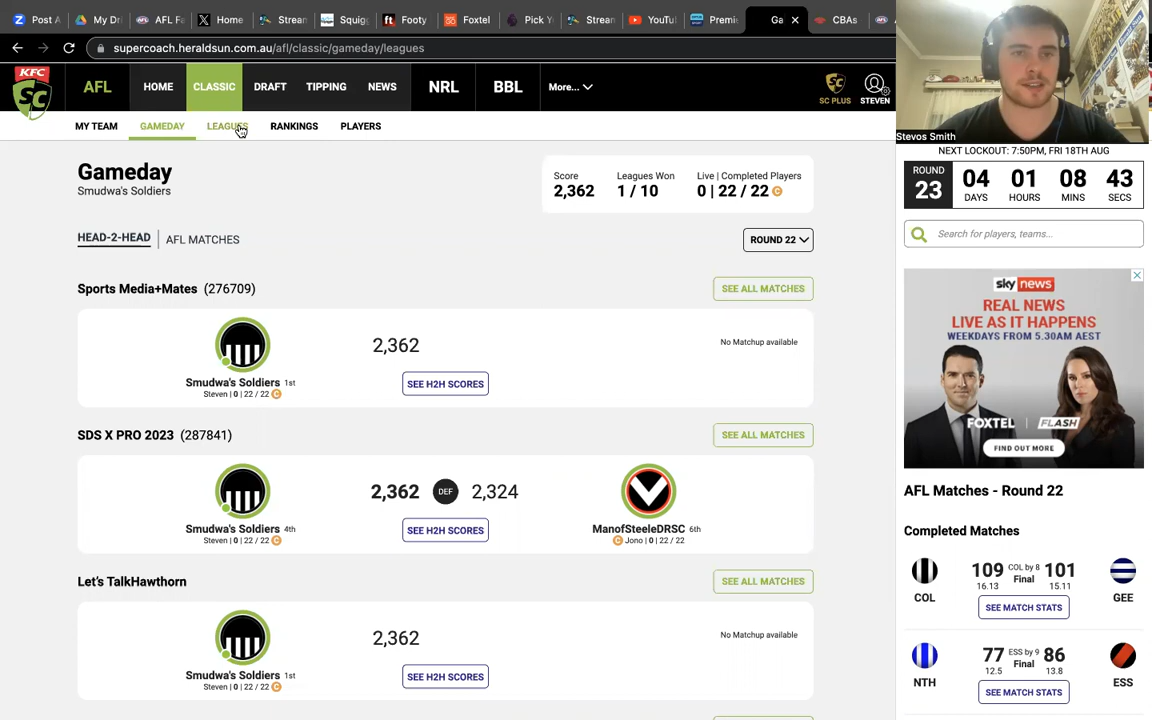 Post A
My Dri
AFL Fa
Home
Stream
Squig
Footy
Foxtel
Pick Y
Stream
YouTu
Premie
Ga
CBAs
supercoach.heraldsun.com.au/afl/classic/gameday/leagues
KFC SC
AFL HOME CLASSIC DRAFT TIPPING NEWS NRL BBL More...
SC PLUS STEVEN
MY TEAM GAMEDAY LEAGUES RANKINGS PLAYERS
Stevos Smith
Gameday
Smudwa's Soldiers
Score Leagues Won Live | Completed Players
2,362 1 / 10 0 | 22 / 22 C
HEAD-2-HEAD AFL MATCHES
ROUND 22
Sports Media+Mates (276709)
SEE ALL MATCHES
2,362
No Matchup available
Smudwa's Soldiers 1st
Steven | 0 | 22 / 22 C
SEE H2H SCORES
SDS X PRO 2023 (287841)
SEE ALL MATCHES
2,362 DEF 2,324
Smudwa's Soldiers 4th
Steven | 0 | 22 / 22 C
SEE H2H SCORES
ManofSteeleDRSC 6th
C Jono | 0 | 22 / 22
Let's TalkHawthorn
SEE ALL MATCHES
2,362
No Matchup available
Smudwa's Soldiers 1st
Steven | 0 | 22 / 22 C
SEE H2H SCORES
NEXT LOCKOUT: 7:50PM, FRI 18TH AUG
ROUND 23
04 01 08 43
DAYS HOURS MINS SECS
Search for players, teams...
sky news
REAL NEWS
LIVE AS IT HAPPENS
WEEKDAYS FROM 5.30AM AEST
FOXTEL | FLASH
FIND OUT MORE
AFL Matches - Round 22
Completed Matches
109 COL by 8 101
16.13 Final 15.11
COL GEE
SEE MATCH STATS
77 ESS by 9 86
12.5 Final 13.8
NTH ESS
SEE MATCH STATS